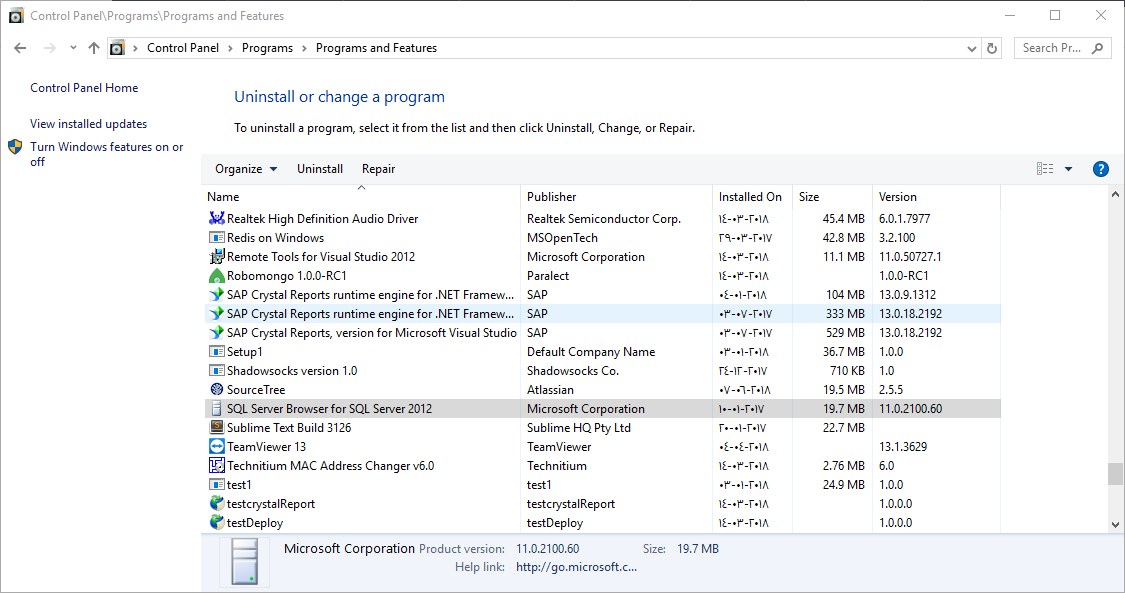 Control Panel\Programs\Programs and Features
Control Panel > Programs > Programs and Features
Search Pr...
Control Panel Home
View installed updates
Turn Windows features on or off
Uninstall or change a program
To uninstall a program, select it from the list and then click Uninstall, Change, or Repair.
Organize Uninstall Repair
Name Publisher Installed On Size Version
Realtek High Definition Audio Driver Realtek Semiconductor Corp. ١٤-٠٣-٢٠١٨ 45.4 MB 6.0.1.7977
Redis on Windows MSOpenTech ٢٩-٠٣-٢٠١٧ 42.8 MB 3.2.100
Remote Tools for Visual Studio 2012 Microsoft Corporation ١٤-٠٣-٢٠١٨ 11.1 MB 11.0.50727.1
Robomongo 1.0.0-RC1 Paralect ١٤-٠٣-٢٠١٨ 1.0.0-RC1
SAP Crystal Reports runtime engine for .NET Framew... SAP ٠٤-٠١-٢٠١٨ 104 MB 13.0.9.1312
SAP Crystal Reports runtime engine for .NET Framew... SAP ٠٣-٠٧-٢٠١٧ 333 MB 13.0.18.2192
SAP Crystal Reports, version for Microsoft Visual Studio SAP ٠٣-٠٧-٢٠١٧ 529 MB 13.0.18.2192
Setup1 Default Company Name ٠٣-٠١-٢٠١٨ 36.7 MB 1.0.0
Shadowsocks version 1.0 Shadowsocks Co. ٢٤-١٢-٢٠١٧ 710 KB 1.0
SourceTree Atlassian ٠٧-٠٦-٢٠١٨ 19.5 MB 2.5.5
SQL Server Browser for SQL Server 2012 Microsoft Corporation ١٠-٠١-٢٠١٧ 19.7 MB 11.0.2100.60
Sublime Text Build 3126 Sublime HQ Pty Ltd ٢٠-٠١-٢٠١٧ 22.7 MB
TeamViewer 13 TeamViewer ٠٤-٠٤-٢٠١٨ 13.1.3629
Technitium MAC Address Changer v6.0 Technitium ١٤-٠٣-٢٠١٨ 2.76 MB 6.0
test1 test1 ٠٣-٠١-٢٠١٨ 24.9 MB 1.0.0
testcrystalReport testcrystalReport ١٤-٠٣-٢٠١٨ 1.0.0.0
testDeploy testDeploy ١٤-٠٣-٢٠١٨ 1.0.0.0
Microsoft Corporation Product version: 11.0.2100.60 Size: 19.7 MB
Help link: http://go.microsoft.c...